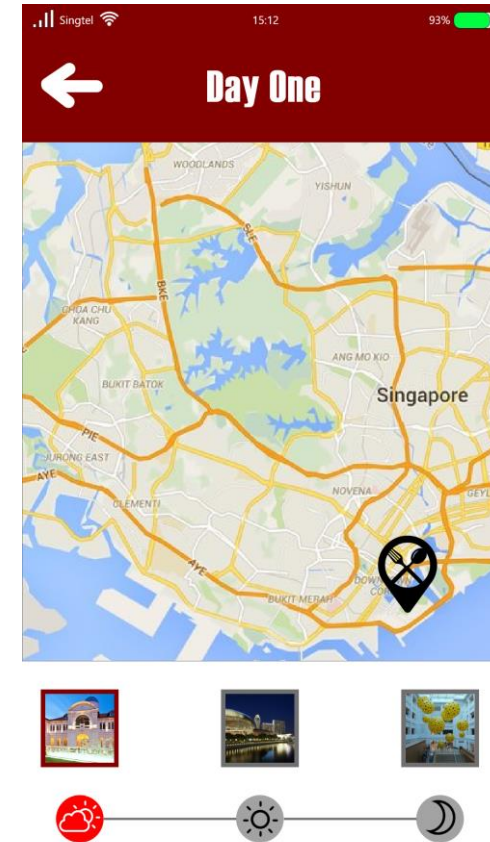 Singtel 15:12 93%
Day One
WOODLANDS
YISHUN
SLE
BKE
CHOA CHU
KANG
ANG MO KIO
BUKIT BATOK
Singapore
PIE
JURONG EAST
AYE
NOVENA
CLEMENTI
AYE
BUKIT MERAH